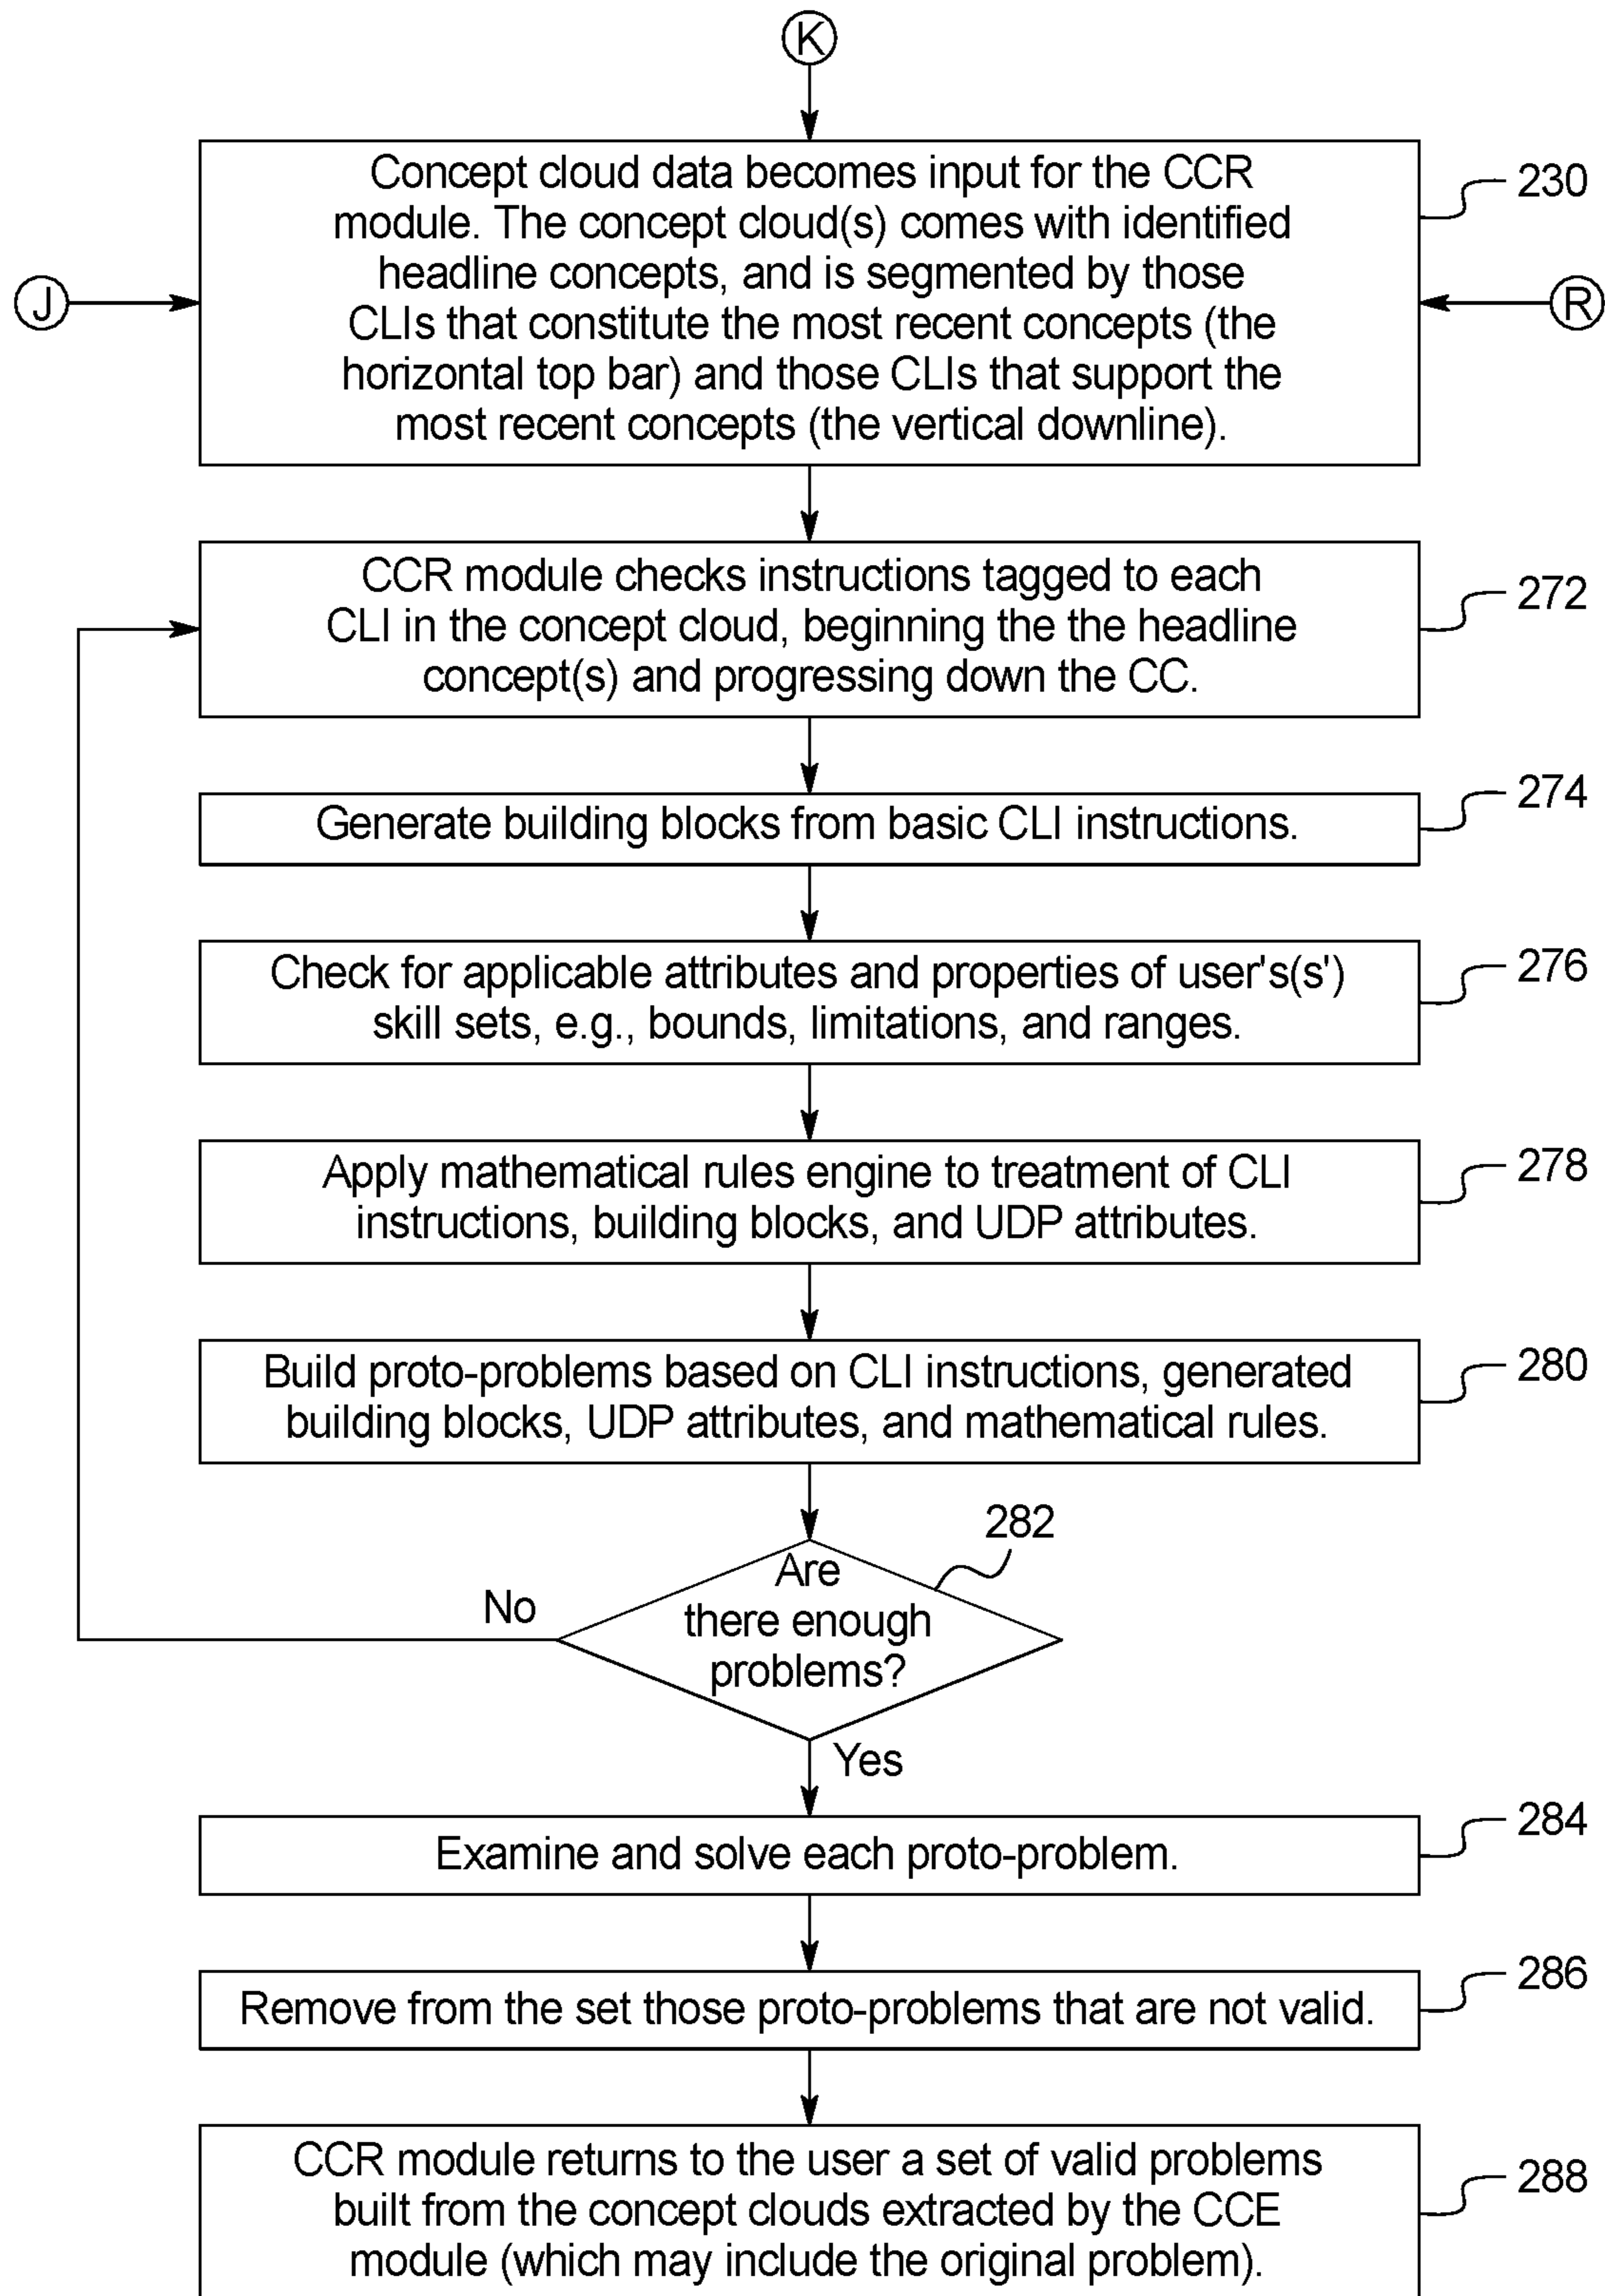 K
Concept cloud data becomes input for the CCR
module. The concept cloud(s) comes with identified
headline concepts, and is segmented by those
CLIs that constitute the most recent concepts (the
horizontal top bar) and those CLIs that support the
most recent concepts (the vertical downline).
230
J
R
CCR module checks instructions tagged to each
CLI in the concept cloud, beginning the the headline
concept(s) and progressing down the CC.
272
Generate building blocks from basic CLI instructions.
274
Check for applicable attributes and properties of user's(s')
skill sets, e.g., bounds, limitations, and ranges.
276
Apply mathematical rules engine to treatment of CLI
instructions, building blocks, and UDP attributes.
278
Build proto-problems based on CLI instructions, generated
building blocks, UDP attributes, and mathematical rules.
280
282
Are
there enough
problems?
No
Yes
Examine and solve each proto-problem.
284
Remove from the set those proto-problems that are not valid.
286
CCR module returns to the user a set of valid problems
built from the concept clouds extracted by the CCE
module (which may include the original problem).
288